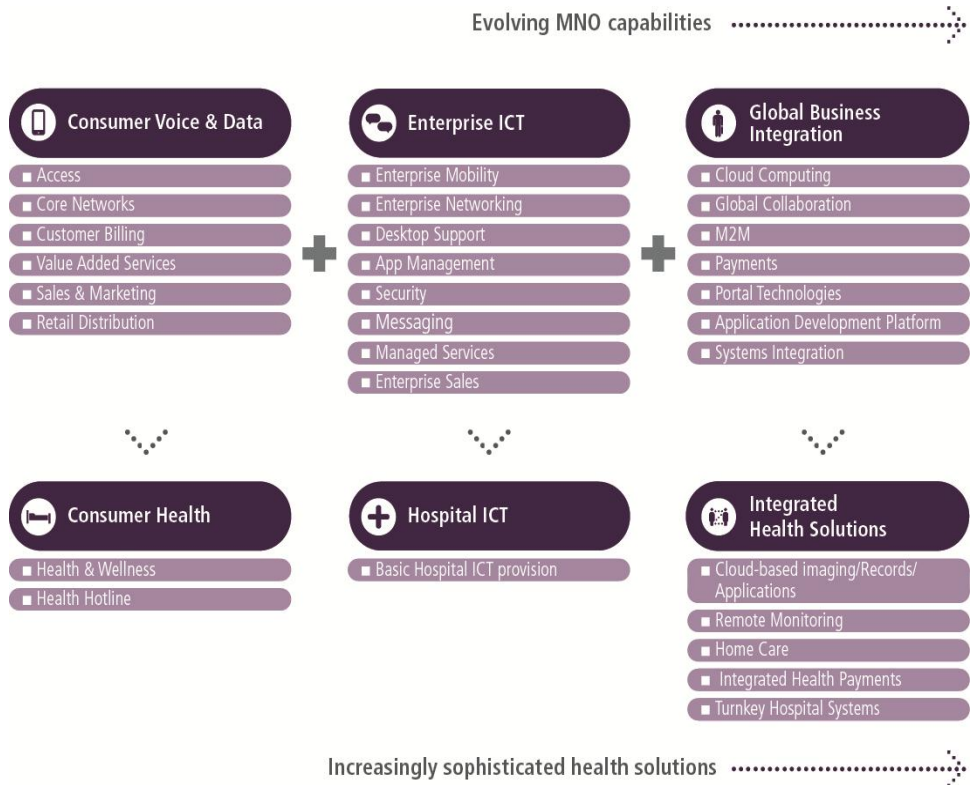 Evolving MNO capabilities
Consumer Voice & Data
Access
Core Networks
Customer Billing
Value Added Services
Sales & Marketing
Retail Distribution
Enterprise ICT
Enterprise Mobility
Enterprise Networking
Desktop Support
App Management
Security
Messaging
Managed Services
Enterprise Sales
Global Business
Integration
Cloud Computing
Global Collaboration
M2M
Payments
Portal Technologies
Application Development Platform
Systems Integration
Consumer Health
Health & Wellness
Health Hotline
Hospital ICT
Basic Hospital ICT provision
Integrated
Health Solutions
Cloud-based imaging/Records/
Applications
Remote Monitoring
Home Care
Integrated Health Payments
Turnkey Hospital Systems
Increasingly sophisticated health solutions